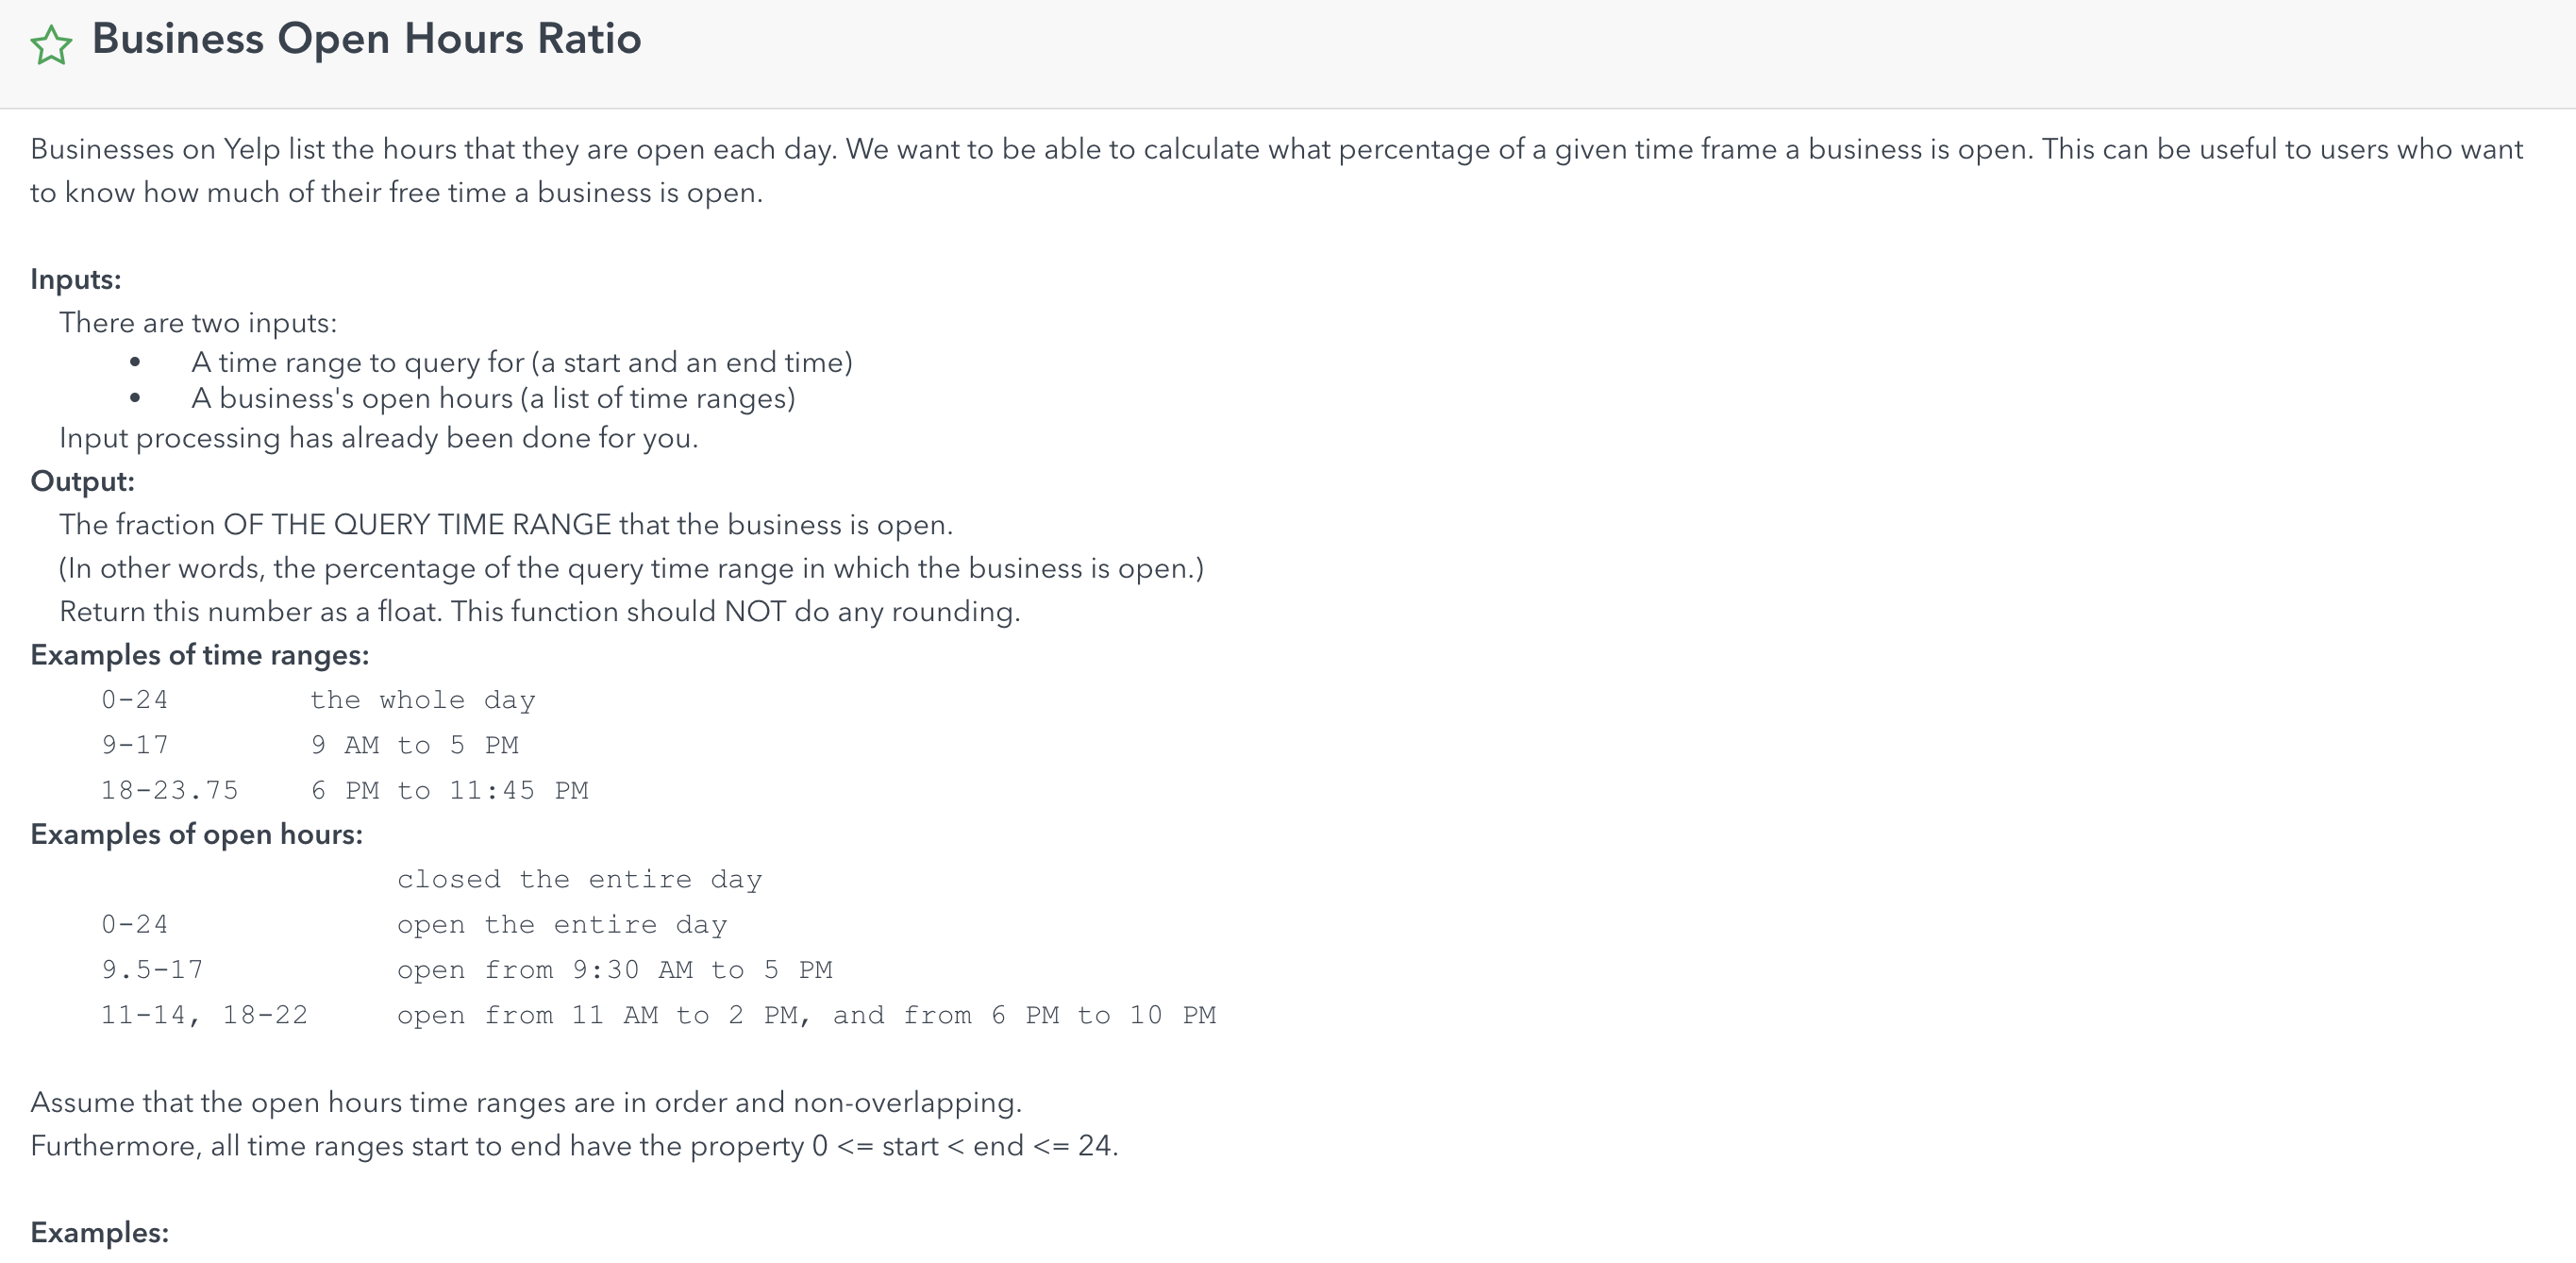 Business Open Hours Ratio
Businesses on Yelp list the hours that they are open each day. We want to be able to calculate what percentage of a given time frame a business is open. This can be useful to users who want
to know how much of their free time a business is open.
Inputs:
There are two inputs:
• A time range to query for (a start and an end time)
• A business's open hours (a list of time ranges)
Input processing has already been done for you.
Output:
The fraction OF THE QUERY TIME RANGE that the business is open.
(In other words, the percentage of the query time range in which the business is open.)
Return this number as a float. This function should NOT do any rounding.
Examples of time ranges:
0-24 the whole day
9-17 9 AM to 5 PM
18-23.75 6 PM to 11:45 PM
Examples of open hours:
closed the entire day
0-24 open the entire day
9.5-17 open from 9:30 AM to 5 PM
11-14, 18-22 open from 11 AM to 2 PM, and from 6 PM to 10 PM
Assume that the open hours time ranges are in order and non-overlapping.
Furthermore, all time ranges start to end have the property 0 <= start < end <= 24.
Examples: